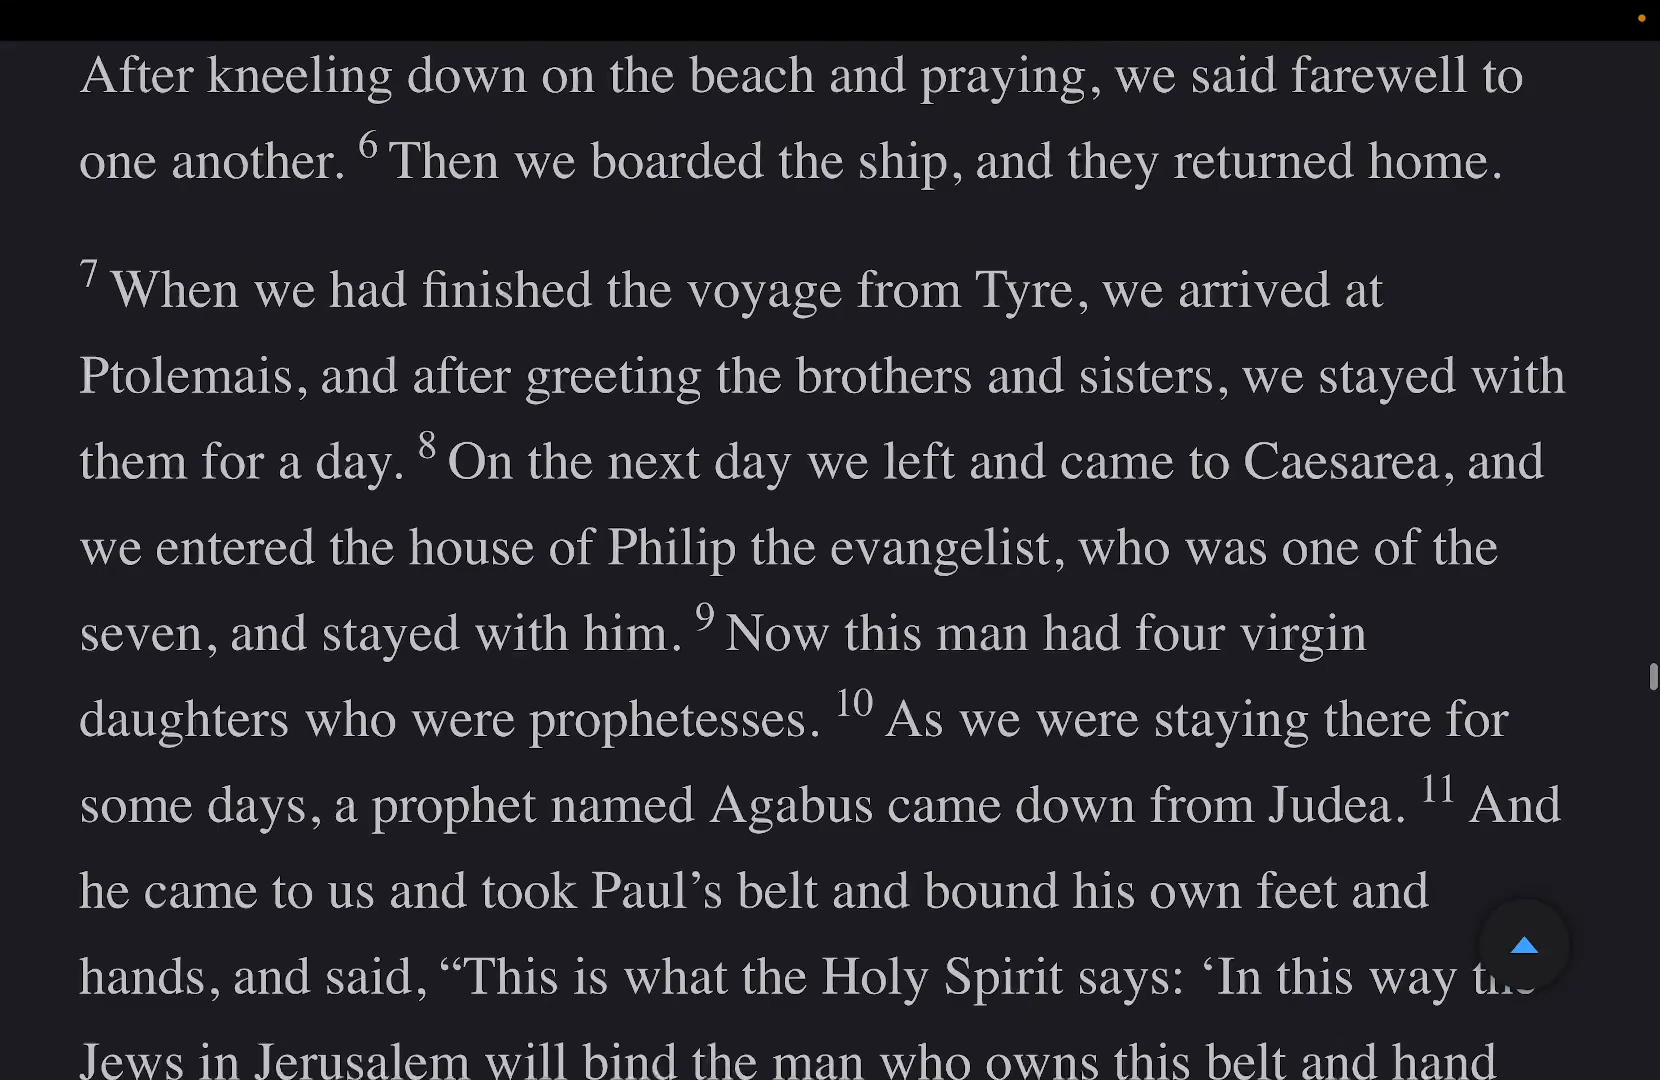 After kneeling down on the beach and praying, we said farewell to
one another. 6 Then we boarded the ship, and they returned home.
7 When we had finished the voyage from Tyre, we arrived at
Ptolemais, and after greeting the brothers and sisters, we stayed with
them for a day. 8 On the next day we left and came to Caesarea, and
we entered the house of Philip the evangelist, who was one of the
seven, and stayed with him. 9 Now this man had four virgin
daughters who were prophetesses. 10 As we were staying there for
some days, a prophet named Agabus came down from Judea. 11 And
he came to us and took Paul’s belt and bound his own feet and
hands, and said, “This is what the Holy Spirit says: ‘In this way the
Jews in Jerusalem will bind the man who owns this belt and hand